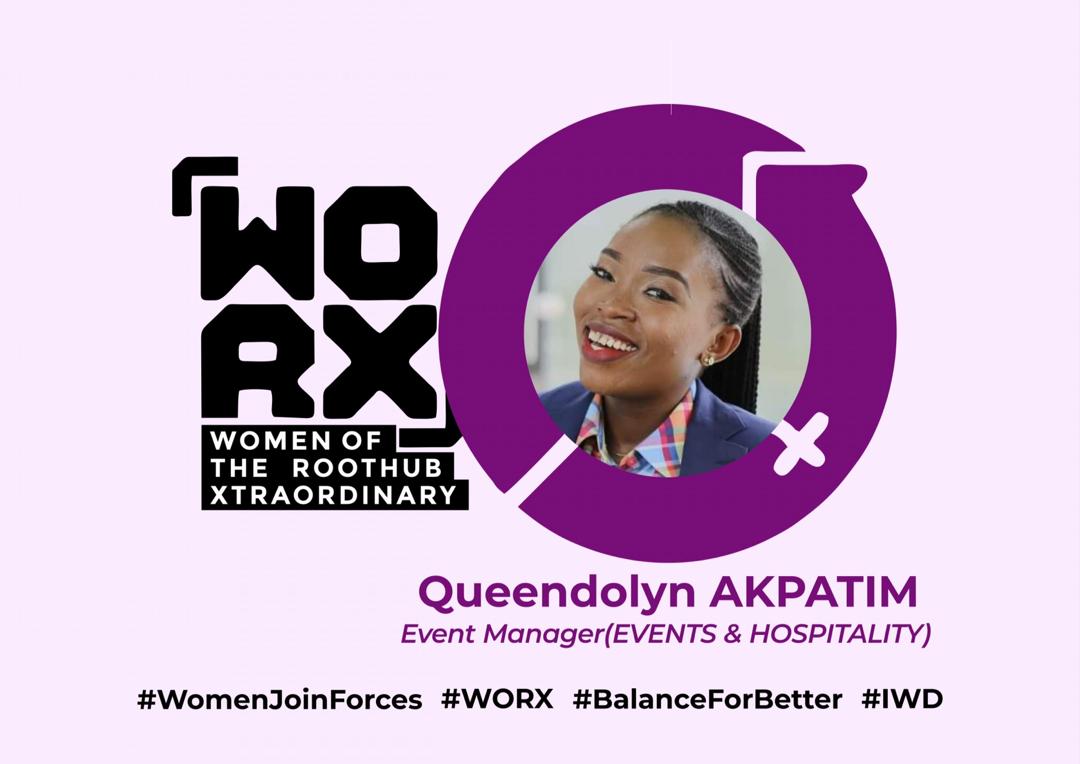 WO
RX
WOMEN OF
THE ROOTHUB
XTRAORDINARY
Queendolyn AKPATIM
Event Manager(EVENTS & HOSPITALITY)
#WomenJoinForces #WORX #BalanceForBetter #IWD